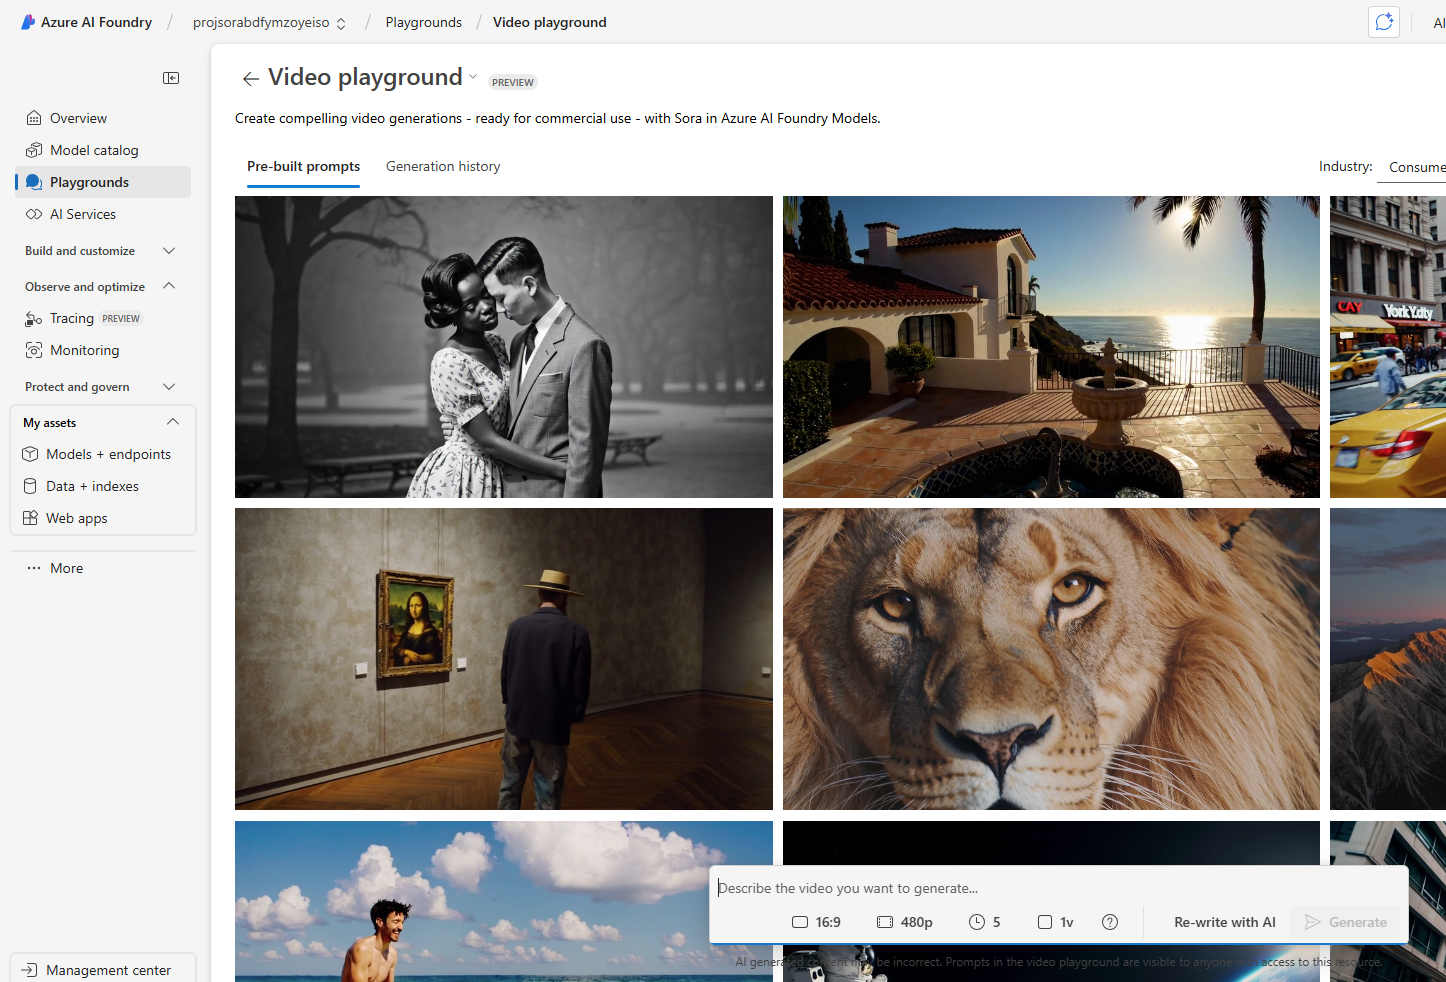 Azure AI Foundry / projsorabdfymzoyeiso / Playgrounds / Video playground
AI
Video playground PREVIEW
Create compelling video generations - ready for commercial use - with Sora in Azure AI Foundry Models.
Pre-built prompts Generation history Industry: Consume
Overview
Model catalog
Playgrounds
AI Services
Build and customize
Observe and optimize
Tracing PREVIEW
Monitoring
Protect and govern
My assets
Models + endpoints
Data + indexes
Web apps
More
Management center
CAY York Y.dty
Describe the video you want to generate...
16:9 480p 5 1v Re-write with AI Generate
AI generated content may be incorrect. Prompts in the video playground are visible to anyone with access to this resource.